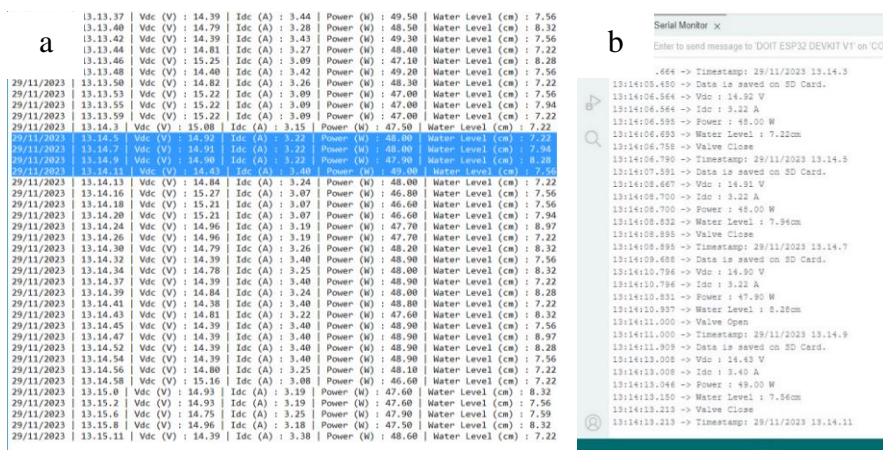 a
13.13.37 | Vdc (V) : 14.39 | Idc (A) : 3.44 | Power (W) : 49.50 | Water Level (cm) : 7.56
13.13.40 | Vdc (V) : 14.79 | Idc (A) : 3.28 | Power (W) : 48.50 | Water Level (cm) : 8.32
13.13.42 | Vdc (V) : 14.39 | Idc (A) : 3.43 | Power (W) : 49.40 | Water Level (cm) : 7.56
13.13.44 | Vdc (V) : 14.81 | Idc (A) : 3.27 | Power (W) : 48.40 | Water Level (cm) : 7.22
13.13.46 | Vdc (V) : 15.25 | Idc (A) : 3.09 | Power (W) : 47.10 | Water Level (cm) : 8.28
13.13.48 | Vdc (V) : 14.40 | Idc (A) : 3.42 | Power (W) : 49.20 | Water Level (cm) : 7.56
29/11/2023 | 13.13.50 | Vdc (V) : 14.82 | Idc (A) : 3.26 | Power (W) : 48.30 | Water Level (cm) : 7.22
29/11/2023 | 13.13.53 | Vdc (V) : 15.22 | Idc (A) : 3.09 | Power (W) : 47.00 | Water Level (cm) : 7.56
29/11/2023 | 13.13.55 | Vdc (V) : 15.22 | Idc (A) : 3.09 | Power (W) : 47.00 | Water Level (cm) : 7.94
29/11/2023 | 13.13.59 | Vdc (V) : 15.22 | Idc (A) : 3.09 | Power (W) : 47.00 | Water Level (cm) : 7.22
29/11/2023 | 13.14.3 | Vdc (V) : 15.08 | Idc (A) : 3.15 | Power (W) : 47.50 | Water Level (cm) : 7.22
29/11/2023 | 13.14.5 | Vdc (V) : 14.92 | Idc (A) : 3.22 | Power (W) : 48.00 | Water Level (cm) : 7.22
29/11/2023 | 13.14.7 | Vdc (V) : 14.91 | Idc (A) : 3.22 | Power (W) : 48.00 | Water Level (cm) : 7.94
29/11/2023 | 13.14.9 | Vdc (V) : 14.90 | Idc (A) : 3.22 | Power (W) : 47.90 | Water Level (cm) : 8.28
29/11/2023 | 13.14.11 | Vdc (V) : 14.43 | Idc (A) : 3.40 | Power (W) : 49.00 | Water Level (cm) : 7.56
29/11/2023 | 13.14.13 | Vdc (V) : 14.84 | Idc (A) : 3.24 | Power (W) : 48.00 | Water Level (cm) : 7.22
29/11/2023 | 13.14.16 | Vdc (V) : 15.27 | Idc (A) : 3.07 | Power (W) : 46.80 | Water Level (cm) : 7.56
29/11/2023 | 13.14.18 | Vdc (V) : 15.21 | Idc (A) : 3.07 | Power (W) : 46.60 | Water Level (cm) : 7.56
29/11/2023 | 13.14.20 | Vdc (V) : 15.21 | Idc (A) : 3.07 | Power (W) : 46.60 | Water Level (cm) : 7.94
29/11/2023 | 13.14.24 | Vdc (V) : 14.96 | Idc (A) : 3.19 | Power (W) : 47.70 | Water Level (cm) : 8.97
29/11/2023 | 13.14.26 | Vdc (V) : 14.96 | Idc (A) : 3.19 | Power (W) : 47.70 | Water Level (cm) : 7.22
29/11/2023 | 13.14.30 | Vdc (V) : 14.79 | Idc (A) : 3.26 | Power (W) : 48.20 | Water Level (cm) : 8.32
29/11/2023 | 13.14.32 | Vdc (V) : 14.39 | Idc (A) : 3.40 | Power (W) : 48.90 | Water Level (cm) : 7.56
29/11/2023 | 13.14.34 | Vdc (V) : 14.78 | Idc (A) : 3.25 | Power (W) : 48.00 | Water Level (cm) : 8.32
29/11/2023 | 13.14.37 | Vdc (V) : 14.39 | Idc (A) : 3.40 | Power (W) : 48.90 | Water Level (cm) : 7.22
29/11/2023 | 13.14.39 | Vdc (V) : 14.84 | Idc (A) : 3.24 | Power (W) : 48.00 | Water Level (cm) : 8.28
29/11/2023 | 13.14.41 | Vdc (V) : 14.38 | Idc (A) : 3.40 | Power (W) : 48.80 | Water Level (cm) : 7.22
29/11/2023 | 13.14.43 | Vdc (V) : 14.81 | Idc (A) : 3.22 | Power (W) : 47.60 | Water Level (cm) : 8.32
29/11/2023 | 13.14.45 | Vdc (V) : 14.39 | Idc (A) : 3.40 | Power (W) : 48.90 | Water Level (cm) : 7.56
29/11/2023 | 13.14.47 | Vdc (V) : 14.39 | Idc (A) : 3.40 | Power (W) : 48.90 | Water Level (cm) : 8.97
29/11/2023 | 13.14.52 | Vdc (V) : 14.39 | Idc (A) : 3.40 | Power (W) : 48.90 | Water Level (cm) : 8.28
29/11/2023 | 13.14.54 | Vdc (V) : 14.39 | Idc (A) : 3.40 | Power (W) : 48.90 | Water Level (cm) : 7.56
29/11/2023 | 13.14.56 | Vdc (V) : 14.80 | Idc (A) : 3.25 | Power (W) : 48.10 | Water Level (cm) : 7.22
29/11/2023 | 13.14.58 | Vdc (V) : 15.16 | Idc (A) : 3.08 | Power (W) : 46.60 | Water Level (cm) : 7.22
29/11/2023 | 13.15.0 | Vdc (V) : 14.93 | Idc (A) : 3.19 | Power (W) : 47.60 | Water Level (cm) : 8.32
29/11/2023 | 13.15.2 | Vdc (V) : 14.93 | Idc (A) : 3.19 | Power (W) : 47.60 | Water Level (cm) : 7.56
29/11/2023 | 13.15.6 | Vdc (V) : 14.75 | Idc (A) : 3.25 | Power (W) : 47.90 | Water Level (cm) : 7.59
29/11/2023 | 13.15.8 | Vdc (V) : 14.96 | Idc (A) : 3.18 | Power (W) : 47.50 | Water Level (cm) : 8.32
29/11/2023 | 13.15.11 | Vdc (V) : 14.39 | Idc (A) : 3.38 | Power (W) : 48.60 | Water Level (cm) : 7.22
b
Serial Monitor ×
Enter to send message to 'DOIT ESP32 DEVKIT V1' on 'CO
.664 -> Timestamp: 29/11/2023 13.14.3
13:14:05.450 -> Data is saved on SD Card.
13:14:06.564 -> Vdc : 14.92 V
13:14:06.564 -> Idc : 3.22 A
13:14:06.595 -> Power : 48.00 W
13:14:06.693 -> Water Level : 7.22cm
13:14:06.758 -> Valve Close
13:14:06.790 -> Timestamp: 29/11/2023 13.14.5
13:14:07.591 -> Data is saved on SD Card.
13:14:08.667 -> Vdc : 14.91 V
13:14:08.700 -> Idc : 3.22 A
13:14:08.700 -> Power : 48.00 W
13:14:08.832 -> Water Level : 7.94cm
13:14:08.895 -> Valve Close
13:14:08.895 -> Timestamp: 29/11/2023 13.14.7
13:14:09.688 -> Data is saved on SD Card.
13:14:10.796 -> Vdc : 14.90 V
13:14:10.796 -> Idc : 3.22 A
13:14:10.831 -> Power : 47.90 W
13:14:10.937 -> Water Level : 8.28cm
13:14:11.000 -> Valve Open
13:14:11.000 -> Timestamp: 29/11/2023 13.14.9
13:14:11.909 -> Data is saved on SD Card.
13:14:13.008 -> Vdc : 14.43 V
13:14:13.008 -> Idc : 3.40 A
13:14:13.046 -> Power : 49.00 W
13:14:13.150 -> Water Level : 7.56cm
13:14:13.213 -> Valve Close
13:14:13.213 -> Timestamp: 29/11/2023 13.14.11